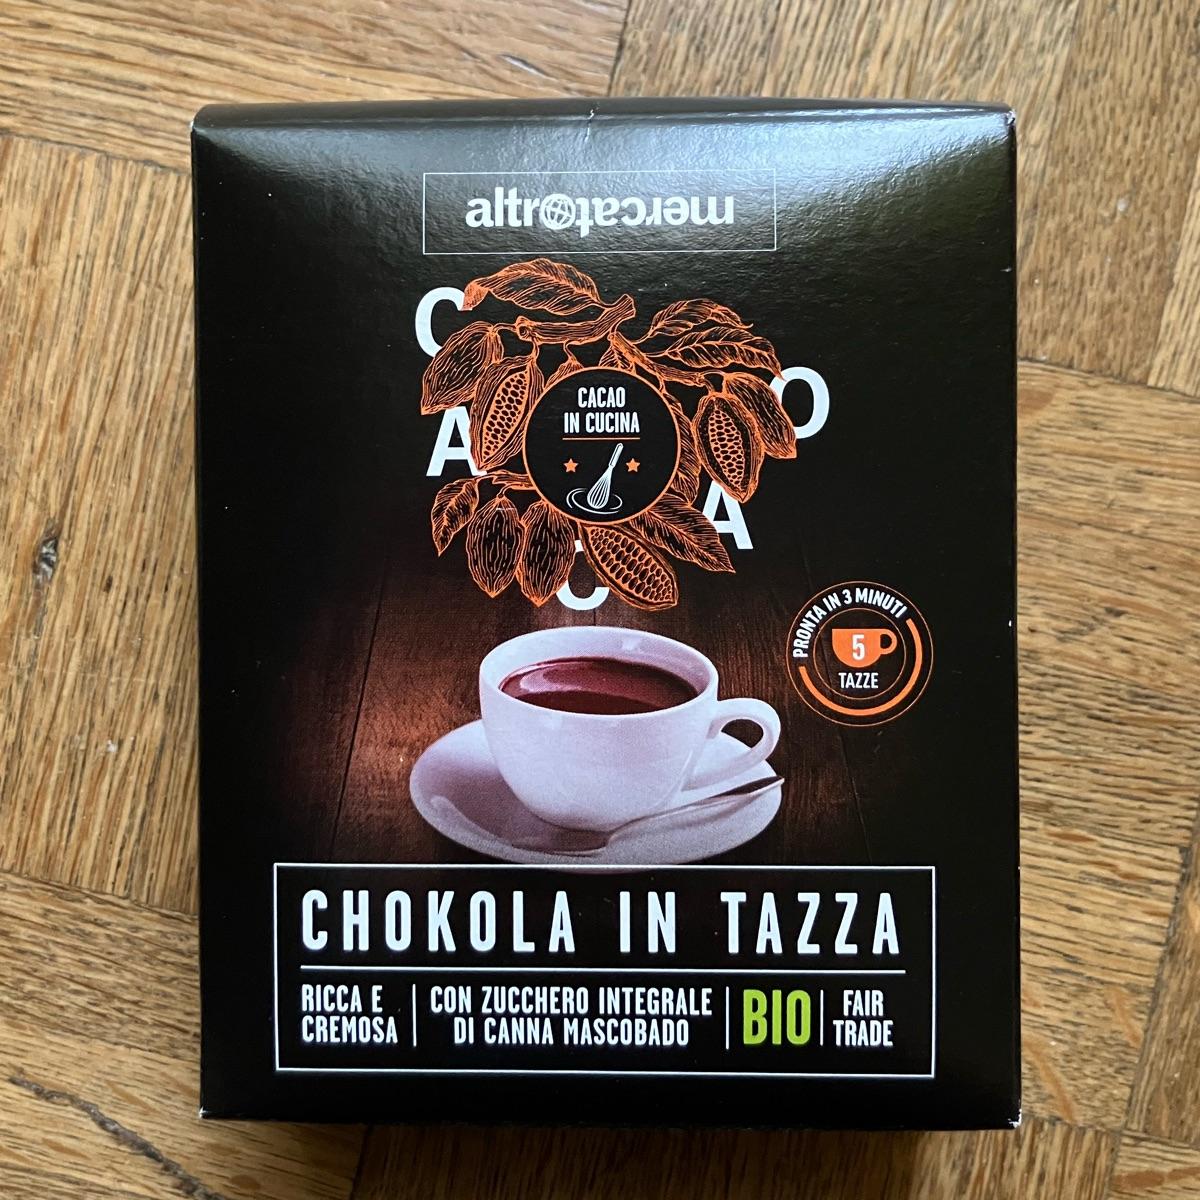 altromercato
C
A
C
A
O
CACAO
IN CUCINA
PRONTA IN 3 MINUTI
5
TAZZE
CHOKOLA IN TAZZA
RICCA E
CREMOSA
CON ZUCCHERO INTEGRALE
DI CANNA MASCOBADO
BIO
FAIR
TRADE